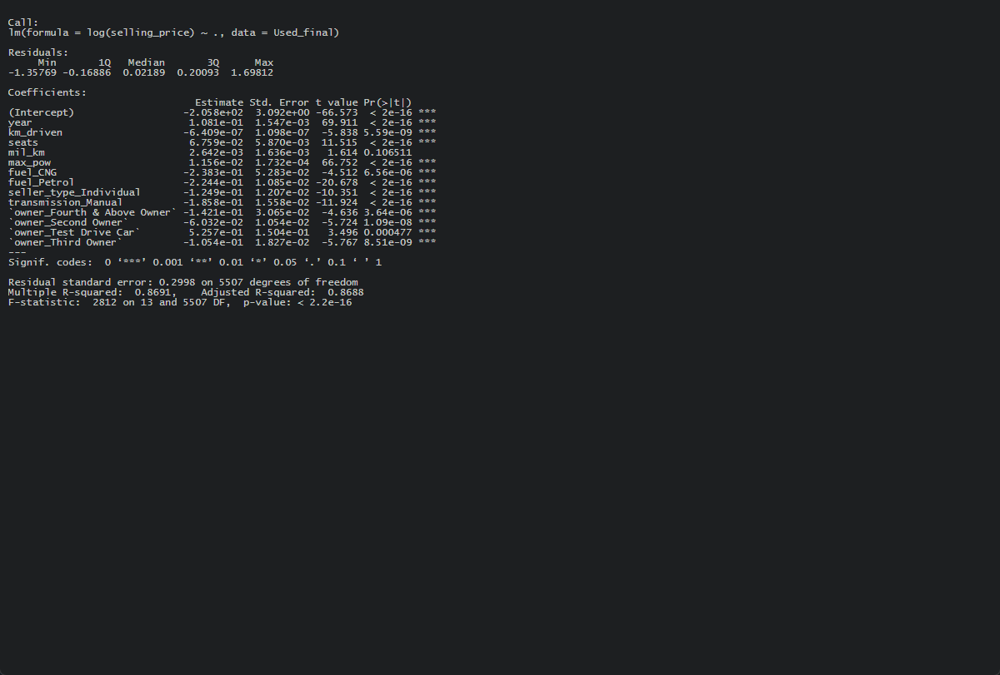 Call:
lm(formula = log(selling_price) ~ ., data = Used_final)
Residuals:
     Min       1Q   Median       3Q      Max
-1.35769 -0.16886  0.02189  0.20093  1.69812
Coefficients:
                               Estimate Std. Error t value Pr(>|t|)
(Intercept)                  -2.058e+02  3.092e+00 -66.573  < 2e-16 ***
year                          1.081e-01  1.547e-03  69.911  < 2e-16 ***
km_driven                    -6.409e-07  1.098e-07  -5.838 5.59e-09 ***
seats                         6.759e-02  5.870e-03  11.515  < 2e-16 ***
mil_km                        2.642e-03  1.636e-03   1.614 0.106511
max_pow                       1.156e-02  1.732e-04  66.752  < 2e-16 ***
fuel_CNG                     -2.383e-01  5.283e-02  -4.512 6.56e-06 ***
fuel_Petrol                  -2.244e-01  1.085e-02 -20.678  < 2e-16 ***
seller_type_Individual       -1.249e-01  1.207e-02 -10.351  < 2e-16 ***
transmission_Manual          -1.858e-01  1.558e-02 -11.924  < 2e-16 ***
`owner_Fourth & Above Owner` -1.421e-01  3.065e-02  -4.636 3.64e-06 ***
`owner_Second Owner`         -6.032e-02  1.054e-02  -5.724 1.09e-08 ***
`owner_Test Drive Car`        5.257e-01  1.504e-01   3.496 0.000477 ***
`owner_Third Owner`          -1.054e-01  1.827e-02  -5.767 8.51e-09 ***
---
Signif. codes:  0 ‘***’ 0.001 ‘**’ 0.01 ‘*’ 0.05 ‘.’ 0.1 ‘ ’ 1
Residual standard error: 0.2998 on 5507 degrees of freedom
Multiple R-squared:  0.8691,    Adjusted R-squared:  0.8688
F-statistic:  2812 on 13 and 5507 DF,  p-value: < 2.2e-16